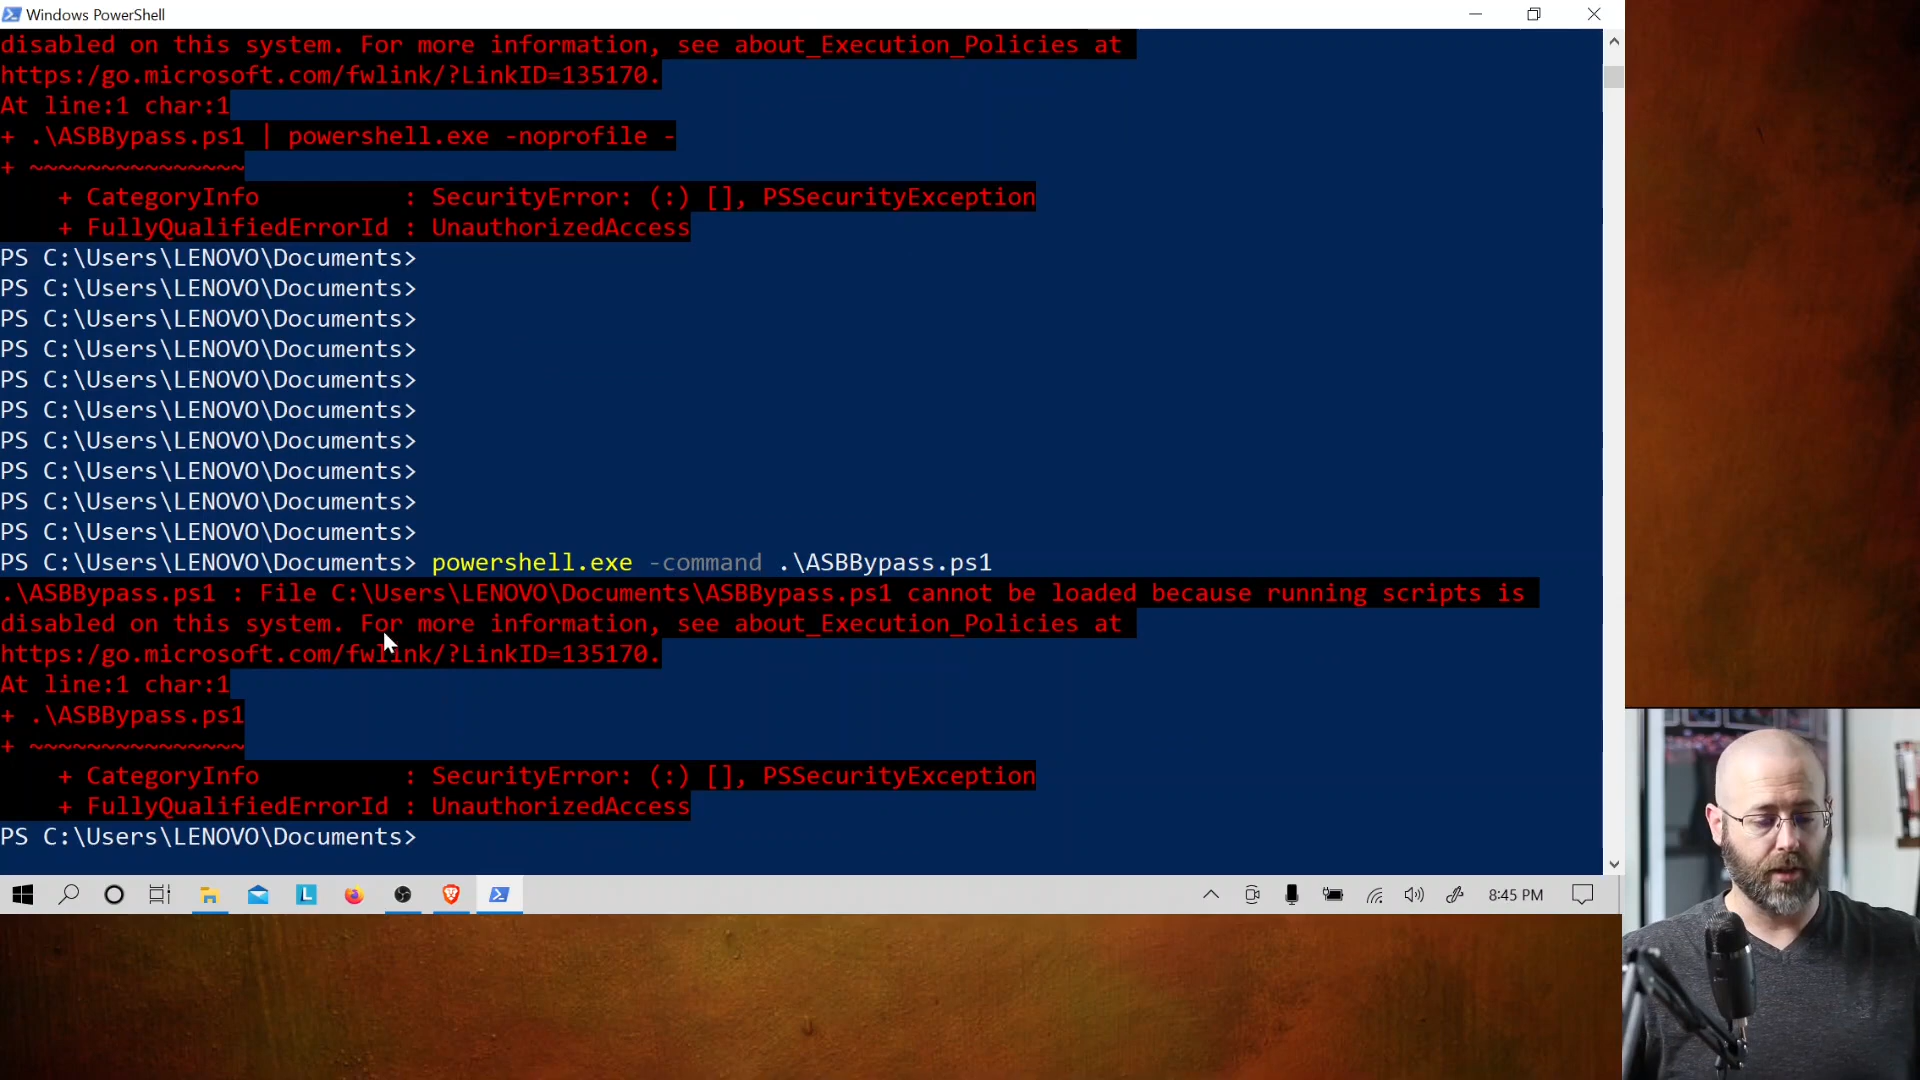 Windows PowerShell
disabled on this system. For more information, see about_Execution_Policies at
https:/go.microsoft.com/fwlink/?LinkID=135170.
At line:1 char:1
+ .\ASBBypass.ps1 | powershell.exe -noprofile -
+ ~~~~~~~~~~~~~~~
+ CategoryInfo : SecurityError: (:) [], PSSecurityException
+ FullyQualifiedErrorId : UnauthorizedAccess
PS C:\Users\LENOVO\Documents>
PS C:\Users\LENOVO\Documents>
PS C:\Users\LENOVO\Documents>
PS C:\Users\LENOVO\Documents>
PS C:\Users\LENOVO\Documents>
PS C:\Users\LENOVO\Documents>
PS C:\Users\LENOVO\Documents>
PS C:\Users\LENOVO\Documents>
PS C:\Users\LENOVO\Documents>
PS C:\Users\LENOVO\Documents>
PS C:\Users\LENOVO\Documents> powershell.exe -command .\ASBBypass.ps1
.\ASBBypass.ps1 : File C:\Users\LENOVO\Documents\ASBBypass.ps1 cannot be loaded because running scripts is
disabled on this system. For more information, see about_Execution_Policies at
https:/go.microsoft.com/fwlink/?LinkID=135170.
At line:1 char:1
+ .\ASBBypass.ps1
+ ~~~~~~~~~~~~~~~
+ CategoryInfo : SecurityError: (:) [], PSSecurityException
+ FullyQualifiedErrorId : UnauthorizedAccess
PS C:\Users\LENOVO\Documents>
L
8:45 PM